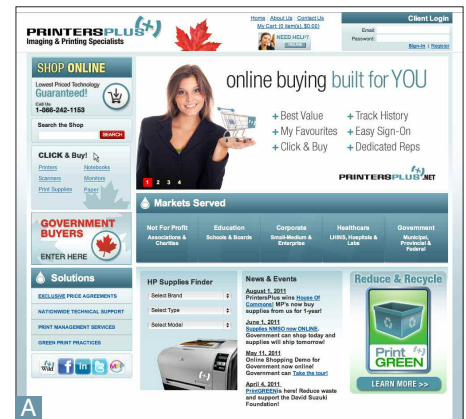 PRINTERSPLUS (+)
Imaging & Printing Specialists
Home About Us Contact Us
My Cart (0 item(s), $0.00)
NEED HELP?
Client Login
Email:
Password:
Sign-In | Register
SHOP ONLINE
Lowest Priced Technology
Guaranteed!
Call Us
1-866-242-1153
Search the Shop
SEARCH
CLICK & Buy!
Printers Notebooks
Scanners Monitors
Print Supplies Paper
GOVERNMENT
BUYERS
ENTER HERE
Solutions
EXCLUSIVE PRICE AGREEMENTS
NATIONWIDE TECHNICAL SUPPORT
PRINT MANAGEMENT SERVICES
GREEN PRINT PRACTICES
online buying built for YOU
+ Best Value + Track History
+ My Favourites + Easy Sign-On
+ Click & Buy + Dedicated Reps
PRINTERSPLUS (+) .NET
1 2 3 4
Markets Served
Not For Profit
Associations &
Charities
Education
Schools & Boards
Corporate
Small-Medium &
Enterprise
Healthcare
LHINS, Hospitals &
Labs
Government
Municipal,
Provincial &
Federal
HP Supplies Finder
Select Brand
Select Type
Select Model
News & Events
August 1, 2011
PrintersPlus wins House Of
Commons! MP's now buy
supplies from us for 1-year!
June 1, 2011
Supplies NMSO now ONLINE.
Government can shop today and
supplies will ship tomorrow!
May 11, 2011
Online Shopping Demo for
Government now online!
Government can Take the tour!
April 4, 2011
PrintGREENis here! Reduce waste
and support the David Suzuki
Foundation!
Reduce & Recycle
Print
GREEN
LEARN MORE >>
A